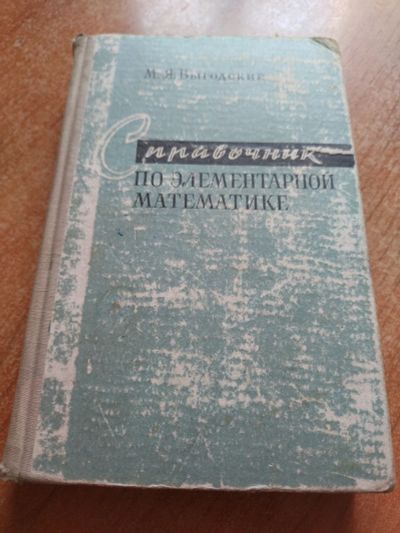 М. Я. Выгодский
Справочник
ПО ЭЛЕМЕНТАРНОЙ
МАТЕМАТИКЕ